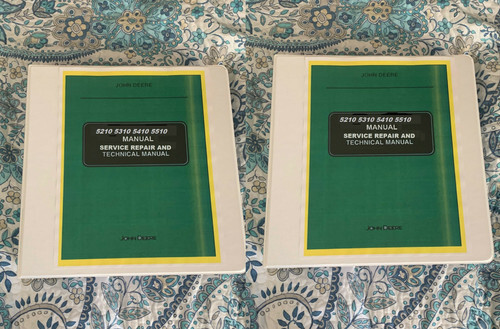 JOHN DEERE
5210 5310 5410 5510
MANUAL
SERVICE REPAIR AND
TECHNICAL MANUAL
JOHN DEERE
JOHN DEERE
5210 5310 5410 5510
MANUAL
SERVICE REPAIR AND
TECHNICAL MANUAL
JOHN DEERE